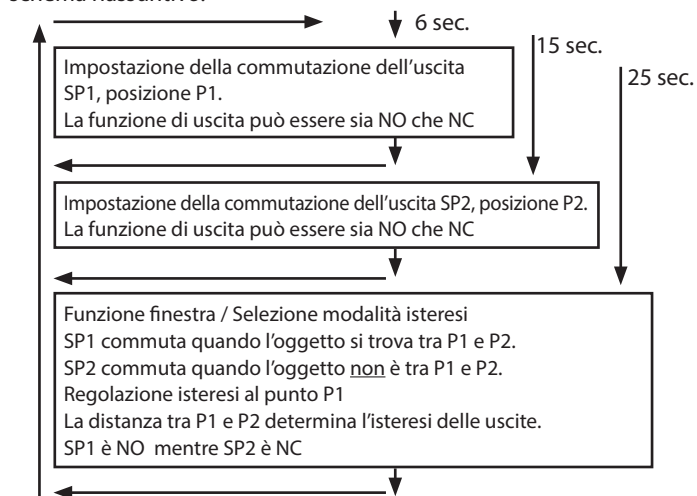 6 sec.
15 sec.
25 sec.
Impostazione della commutazione dell'uscita
SP1, posizione P1.
La funzione di uscita può essere sia NO che NC
Impostazione della commutazione dell'uscita SP2, posizione P2.
La funzione di uscita può essere sia NO che NC
Funzione finestra / Selezione modalità isteresi
SP1 commuta quando l'oggetto si trova tra P1 e P2.
SP2 commuta quando l'oggetto non è tra P1 e P2.
Regolazione isteresi al punto P1
La distanza tra P1 e P2 determina l'isteresi delle uscite.
SP1 è NO mentre SP2 è NC